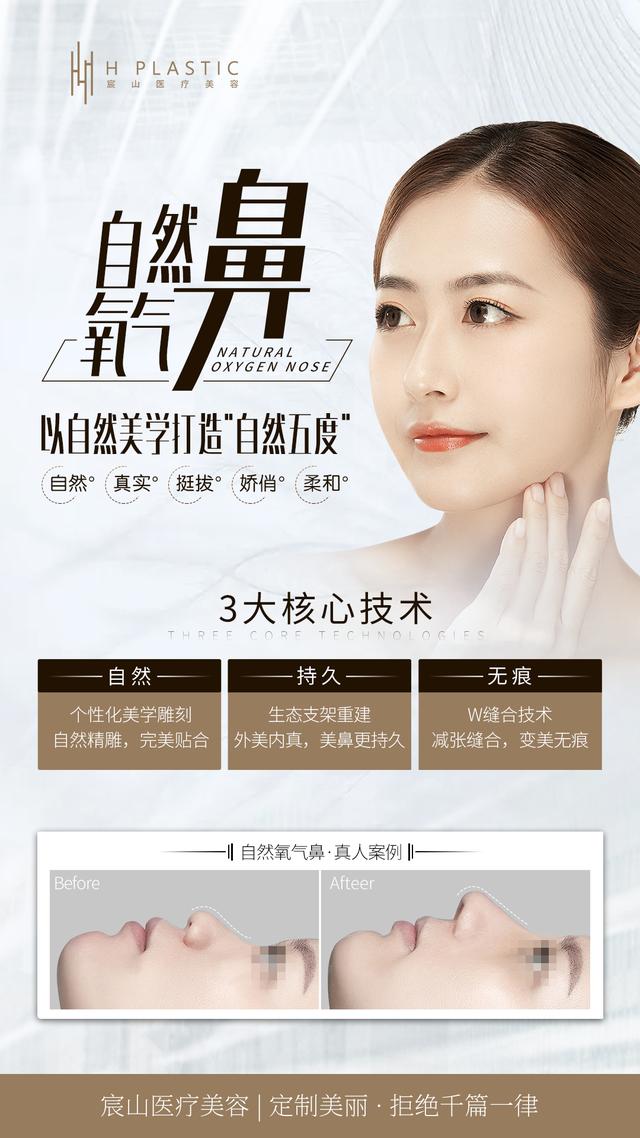 H PLASTIC
宸山医疗美容
自然
氧气
鼻
NATURAL
OXYGEN NOSE
以自然美学打造"自然五度"
自然° 真实° 挺拔° 娇俏° 柔和°
3大核心技术
THREE CORE TECHNOLOGIES
自然 持久 无痕
个性化美学雕刻 生态支架重建 W缝合技术
自然精雕，完美贴合 外美内真，美鼻更持久 减张缝合，变美无痕
自然氧气鼻·真人案例
Before Afteer
宸山医疗美容 | 定制美丽 · 拒绝千篇一律